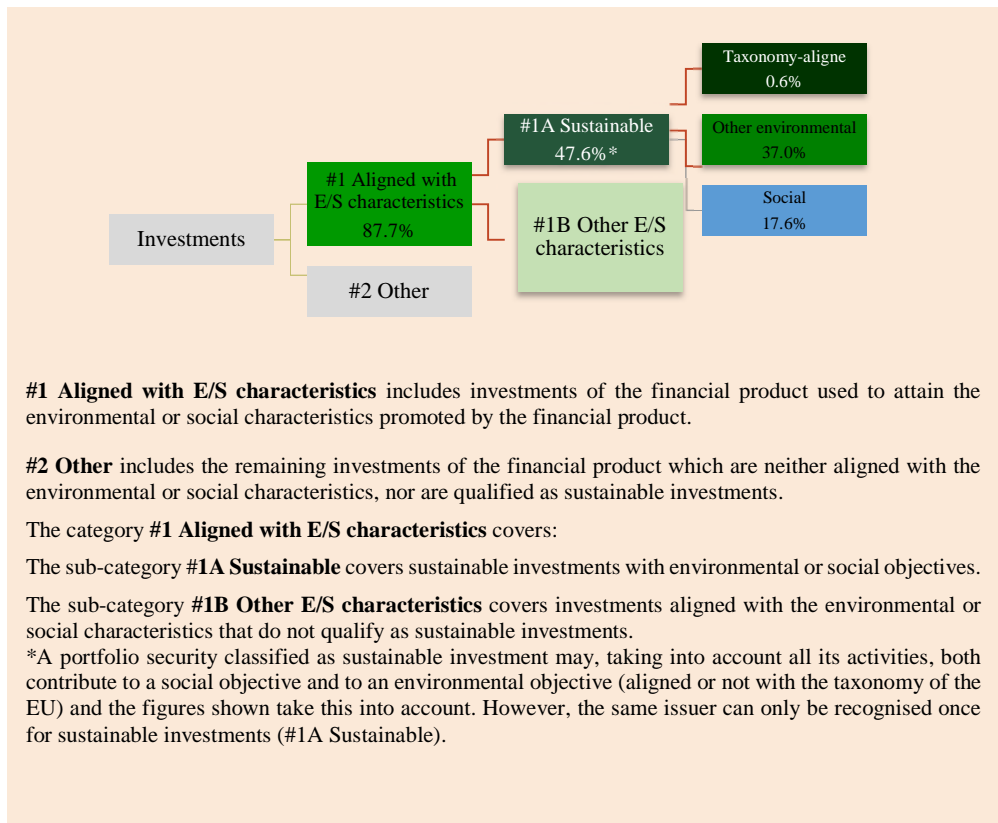 Taxonomy-aligne
0.6%
#1A Sustainable
47.6%*
Other environmental
37.0%
#1 Aligned with
E/S characteristics
87.7%
Social
17.6%
Investments
#1B Other E/S
characteristics
#2 Other
#1 Aligned with E/S characteristics includes investments of the financial product used to attain the
environmental or social characteristics promoted by the financial product.
#2 Other includes the remaining investments of the financial product which are neither aligned with the
environmental or social characteristics, nor are qualified as sustainable investments.
The category #1 Aligned with E/S characteristics covers:
The sub-category #1A Sustainable covers sustainable investments with environmental or social objectives.
The sub-category #1B Other E/S characteristics covers investments aligned with the environmental or
social characteristics that do not qualify as sustainable investments.
*A portfolio security classified as sustainable investment may, taking into account all its activities, both
contribute to a social objective and to an environmental objective (aligned or not with the taxonomy of the
EU) and the figures shown take this into account. However, the same issuer can only be recognised once
for sustainable investments (#1A Sustainable).